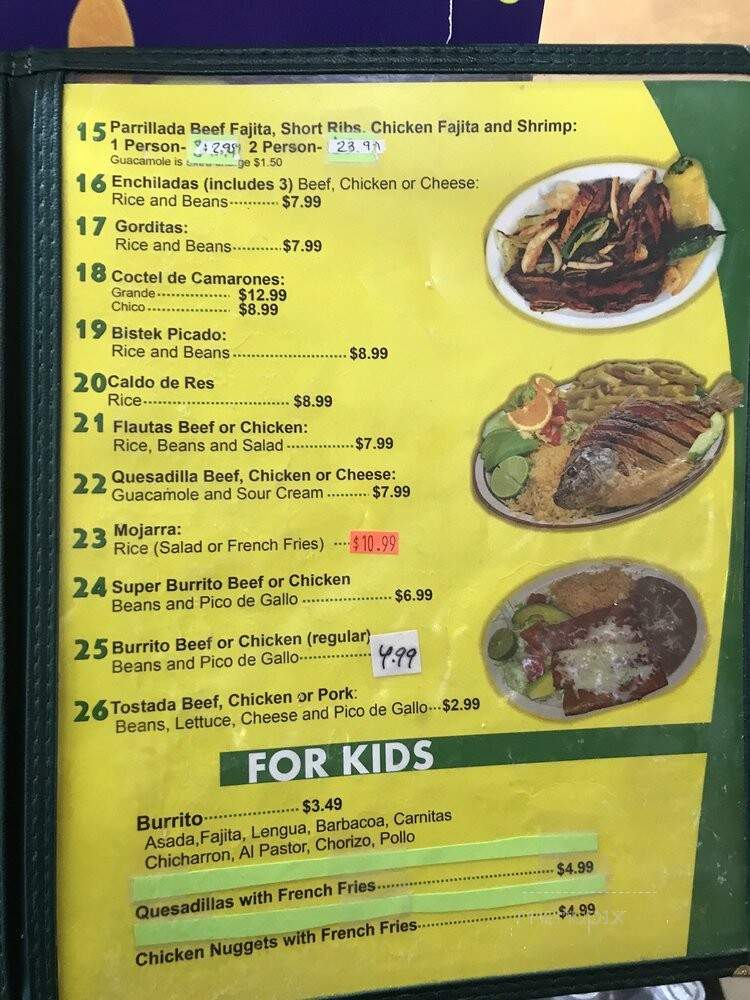 15 Parrillada Beef Fajita, Short Ribs, Chicken Fajita and Shrimp:
1 Person- 2 Person- 23.99
Guacamole is $1.50
16 Enchiladas (includes 3) Beef, Chicken or Cheese:
Rice and Beans $7.99
17 Gorditas:
Rice and Beans $7.99
18 Coctel de Camarones:
Grande $12.99
Chico $8.99
19 Bistek Picado:
Rice and Beans $8.99
20 Caldo de Res
Rice $8.99
21 Flautas Beef or Chicken:
Rice, Beans and Salad $7.99
22 Quesadilla Beef, Chicken or Cheese:
Guacamole and Sour Cream $7.99
23 Mojarra:
Rice (Salad or French Fries) $10.99
24 Super Burrito Beef or Chicken
Beans and Pico de Gallo $6.99
25 Burrito Beef or Chicken (regular)
Beans and Pico de Gallo 4.99
26 Tostada Beef, Chicken or Pork:
Beans, Lettuce, Cheese and Pico de Gallo $2.99
FOR KIDS
Burrito $3.49
Asada, Fajita, Lengua, Barbacoa, Carnitas
Chicharron, Al Pastor, Chorizo, Pollo
Quesadillas with French Fries $4.99
Chicken Nuggets with French Fries $4.99